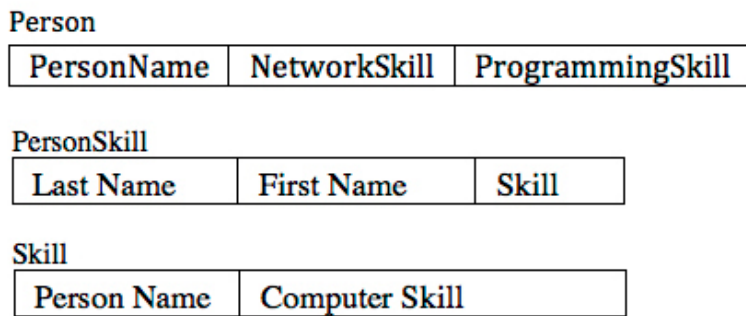 Person
PersonName NetworkSkill ProgrammingSkill
PersonSkill
Last Name First Name Skill
Skill
Person Name Computer Skill